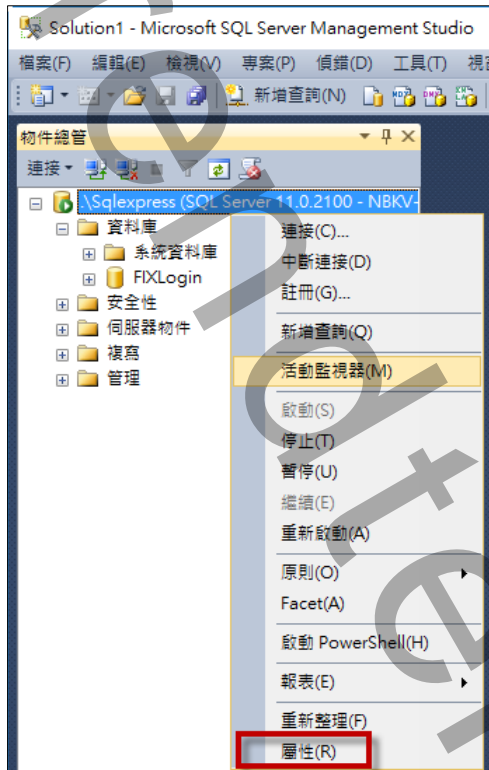 Solution1 - Microsoft SQL Server Management Studio
檔案(F) 編輯(E) 檢視(V) 專案(P) 偵錯(D) 工具(T)
新增查詢(N)
物件總管
連接
.\Sqlexpress (SQL Server 11.0.2100 - NBKV-
資料庫
系統資料庫
FIXLogin
安全性
伺服器物件
複寫
管理
連接(C)...
中斷連接(D)
註冊(G)...
新增查詢(Q)
活動監視器(M)
啟動(S)
停止(T)
暫停(U)
繼續(E)
重新啟動(A)
原則(O)
Facet(A)
啟動 PowerShell(H)
報表(E)
重新整理(F)
屬性(R)